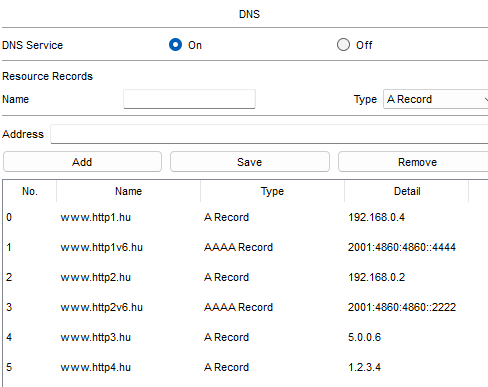 DNS
DNS Service On Off
Resource Records
Name Type A Record
Address
Add Save Remove
No. Name Type Detail
0 www.http1.hu A Record 192.168.0.4
1 www.http1v6.hu AAAA Record 2001:4860:4860::4444
2 www.http2.hu A Record 192.168.0.2
3 www.http2v6.hu AAAA Record 2001:4860:4860::2222
4 www.http3.hu A Record 5.0.0.6
5 www.http4.hu A Record 1.2.3.4